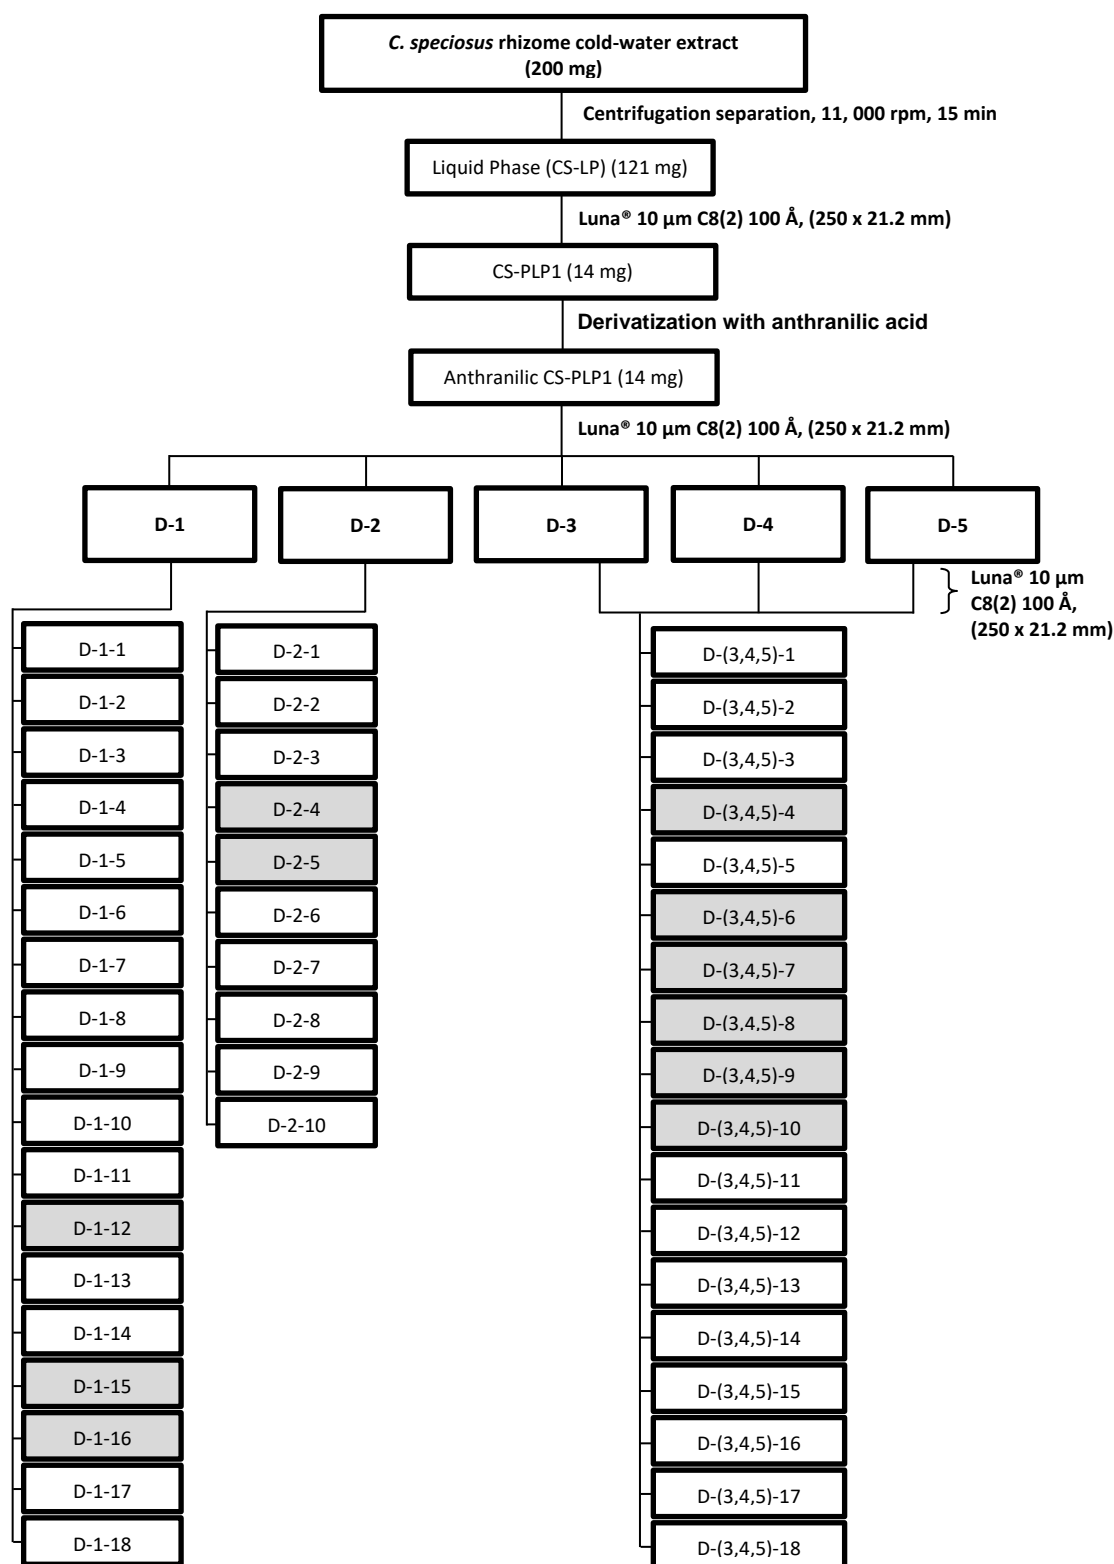 C. speciosus rhizome cold-water extract
(200 mg)
Centrifugation separation, 11, 000 rpm, 15 min
Liquid Phase (CS-LP) (121 mg)
Luna® 10 µm C8(2) 100 Å, (250 x 21.2 mm)
CS-PLP1 (14 mg)
Derivatization with anthranilic acid
Anthranilic CS-PLP1 (14 mg)
Luna® 10 µm C8(2) 100 Å, (250 x 21.2 mm)
D-1
D-2
D-3
D-4
D-5
Luna® 10 µm
C8(2) 100 Å,
(250 x 21.2 mm)
D-1-1
D-1-2
D-1-3
D-1-4
D-1-5
D-1-6
D-1-7
D-1-8
D-1-9
D-1-10
D-1-11
D-1-12
D-1-13
D-1-14
D-1-15
D-1-16
D-1-17
D-1-18
D-2-1
D-2-2
D-2-3
D-2-4
D-2-5
D-2-6
D-2-7
D-2-8
D-2-9
D-2-10
D-(3,4,5)-1
D-(3,4,5)-2
D-(3,4,5)-3
D-(3,4,5)-4
D-(3,4,5)-5
D-(3,4,5)-6
D-(3,4,5)-7
D-(3,4,5)-8
D-(3,4,5)-9
D-(3,4,5)-10
D-(3,4,5)-11
D-(3,4,5)-12
D-(3,4,5)-13
D-(3,4,5)-14
D-(3,4,5)-15
D-(3,4,5)-16
D-(3,4,5)-17
D-(3,4,5)-18